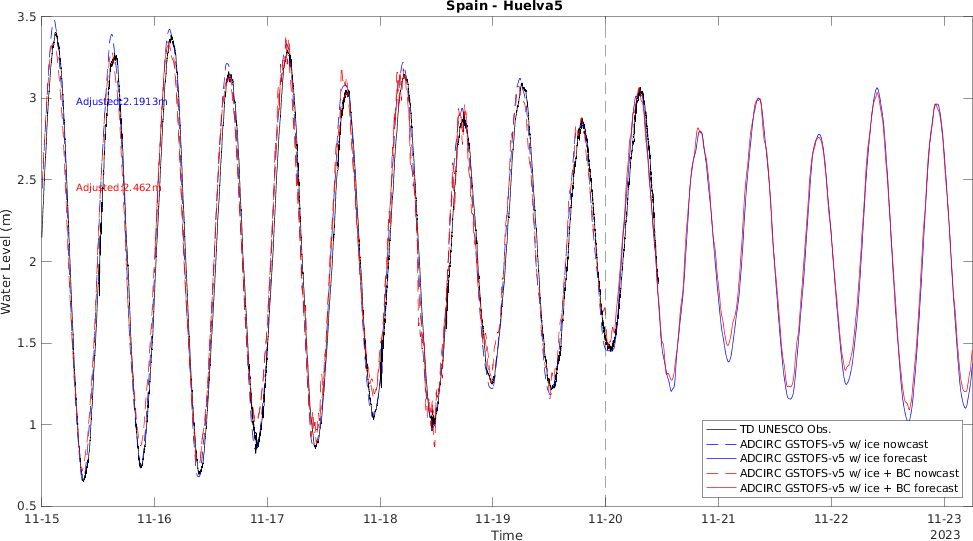 Spain - Huelva5
3.5
3
2.5
2
1.5
1
0.5
Water Level (m)
Adjusted:2.1913m
Adjusted:2.462m
TD UNESCO Obs.
ADCIRC GSTOFS-v5 w/ ice nowcast
ADCIRC GSTOFS-v5 w/ ice forecast
ADCIRC GSTOFS-v5 w/ ice + BC nowcast
ADCIRC GSTOFS-v5 w/ ice + BC forecast
11-15 11-16 11-17 11-18 11-19 11-20 11-21 11-22 11-23
2023
Time